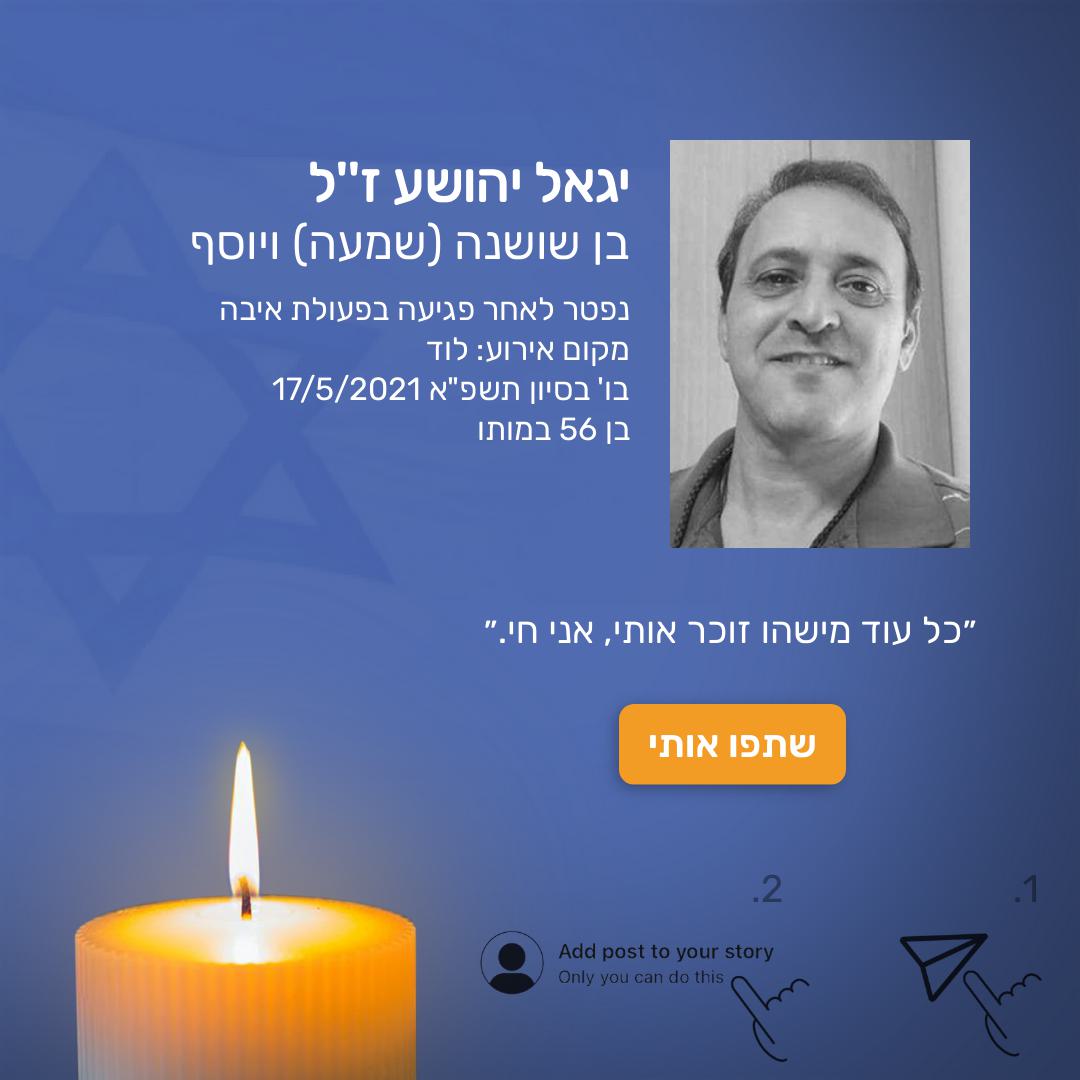 יגאל יהושע ז"ל
בן שושנה (שמעה) ויוסף
נפטר לאחר פגיעה בפעולת איבה
מקום אירוע: לוד
בו' בסיון תשפ"א 17/5/2021
בן 56 במותו
״כל עוד מישהו זוכר אותי, אני חי.״
שתפו אותי
1.
2.
Add post to your story
Only you can do this